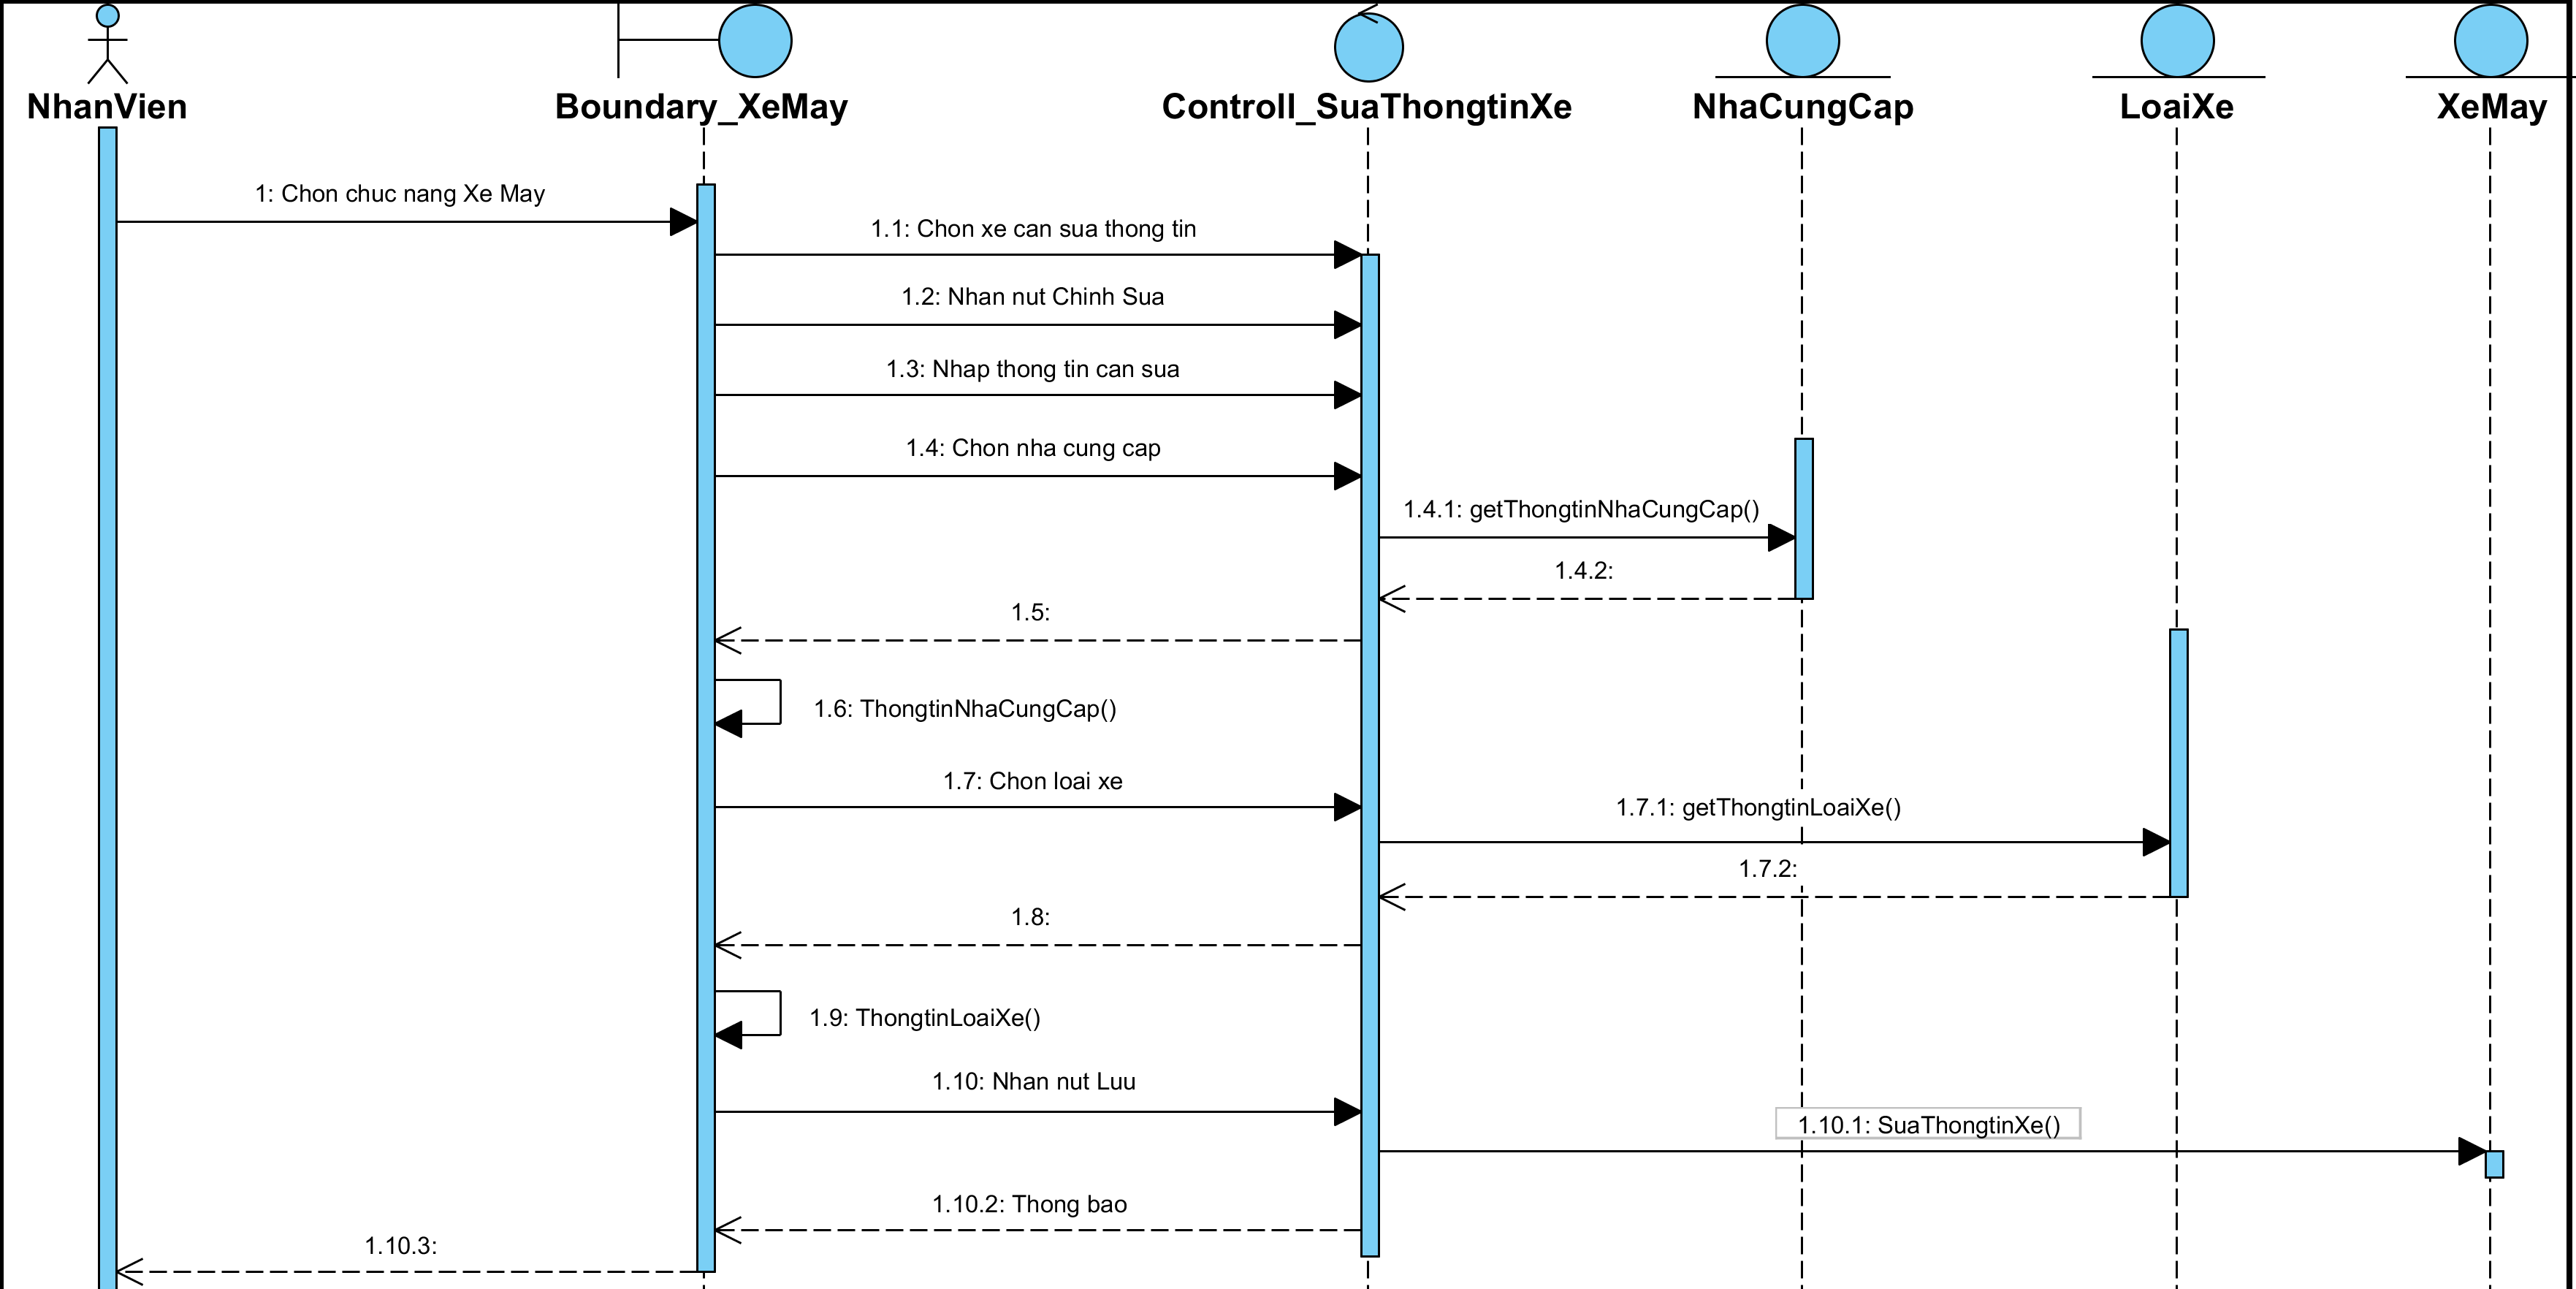 NhanVien
Boundary_XeMay
Controll_SuaThongtinXe
NhaCungCap
LoaiXe
XeMay
1: Chon chuc nang Xe May
1.1: Chon xe can sua thong tin
1.2: Nhan nut Chinh Sua
1.3: Nhap thong tin can sua
1.4: Chon nha cung cap
1.4.1: getThongtinNhaCungCap()
1.4.2:
1.5:
1.6: ThongtinNhaCungCap()
1.7: Chon loai xe
1.7.1: getThongtinLoaiXe()
1.7.2:
1.8:
1.9: ThongtinLoaiXe()
1.10: Nhan nut Luu
1.10.1: SuaThongtinXe()
1.10.2: Thong bao
1.10.3: